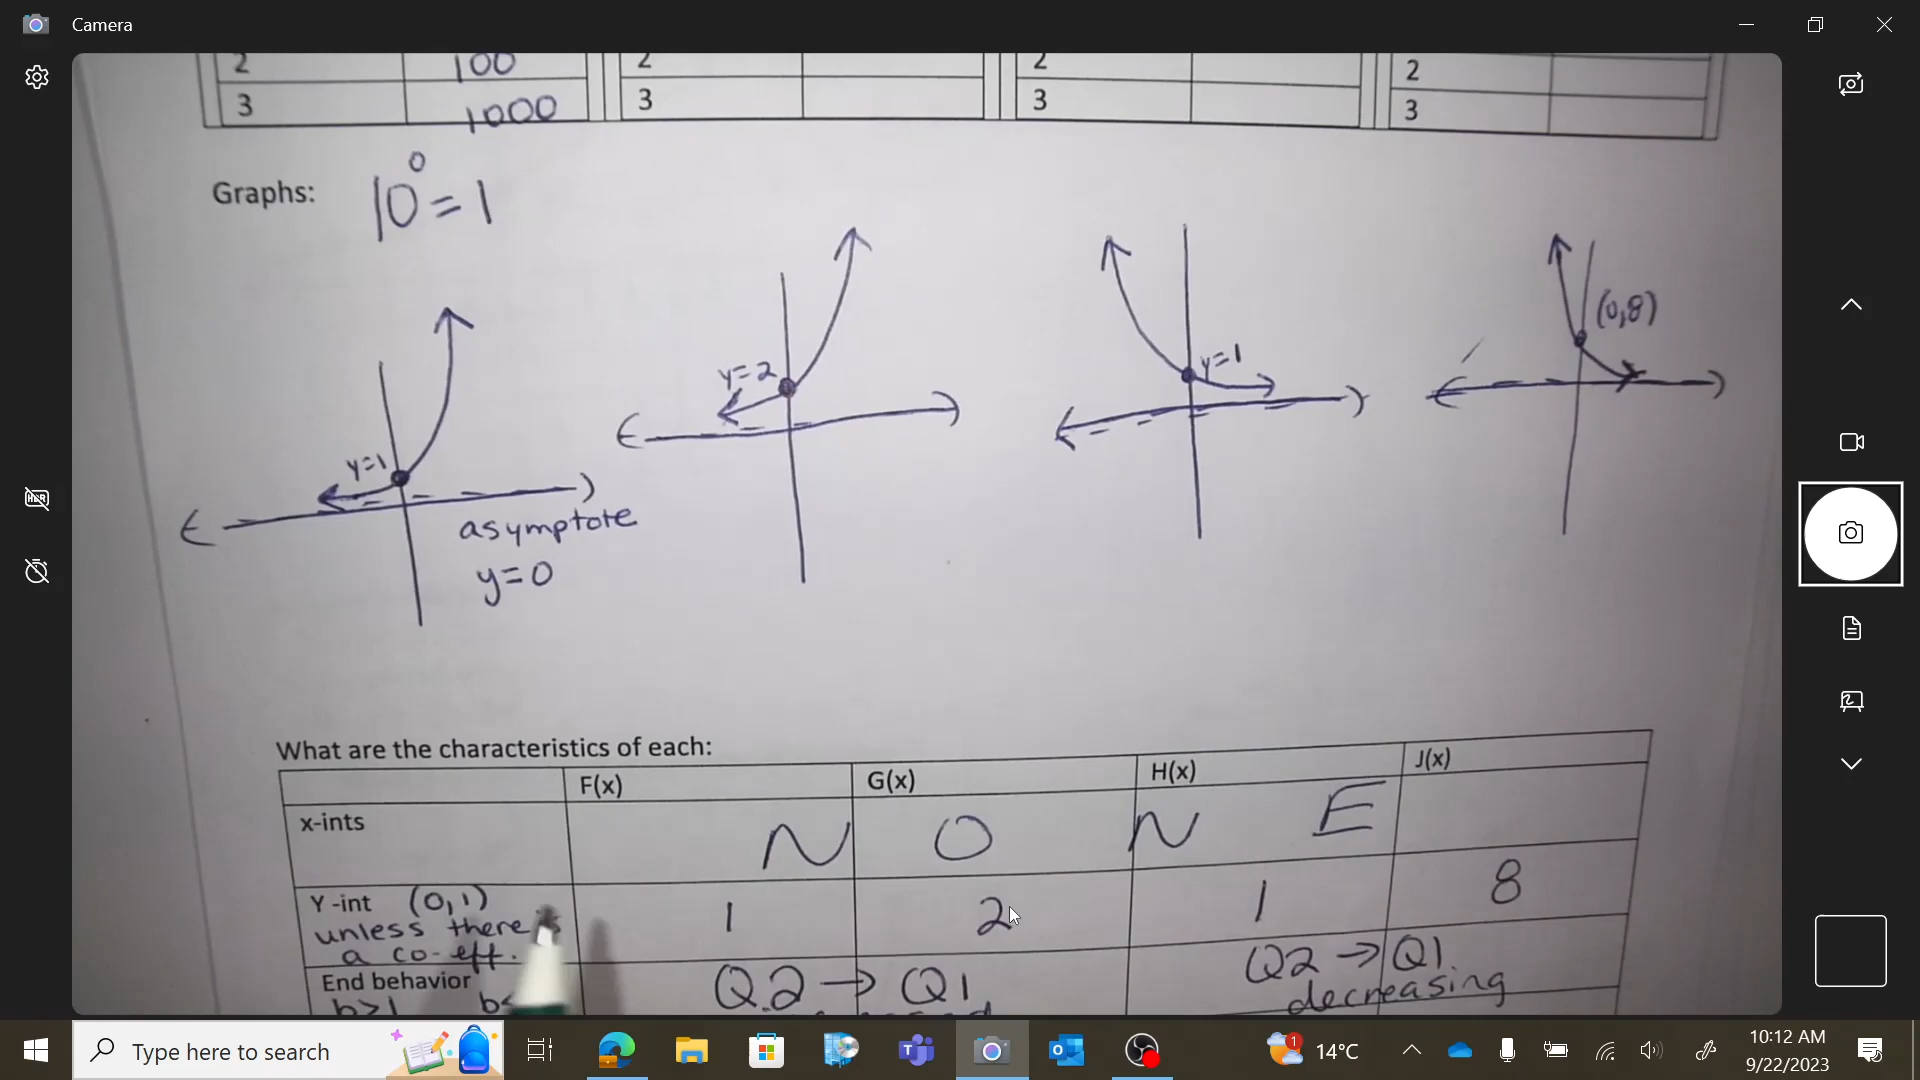 Camera
2 100 2 2 2
3 1000 3 3 3
Graphs: 10⁰ = 1
(0,8)
y=2
y=1
y=1
asymptote
y=0
What are the characteristics of each:
F(x) G(x) H(x) J(x)
x-ints N O N E
Y-int (0,1) 1 2 1 8
unless there
a co-eff.
End behavior Q2 → Q1 Q2 → Q1
decreasing
b>1 b<
Type here to search
1
14°C
10:12 AM
9/22/2023